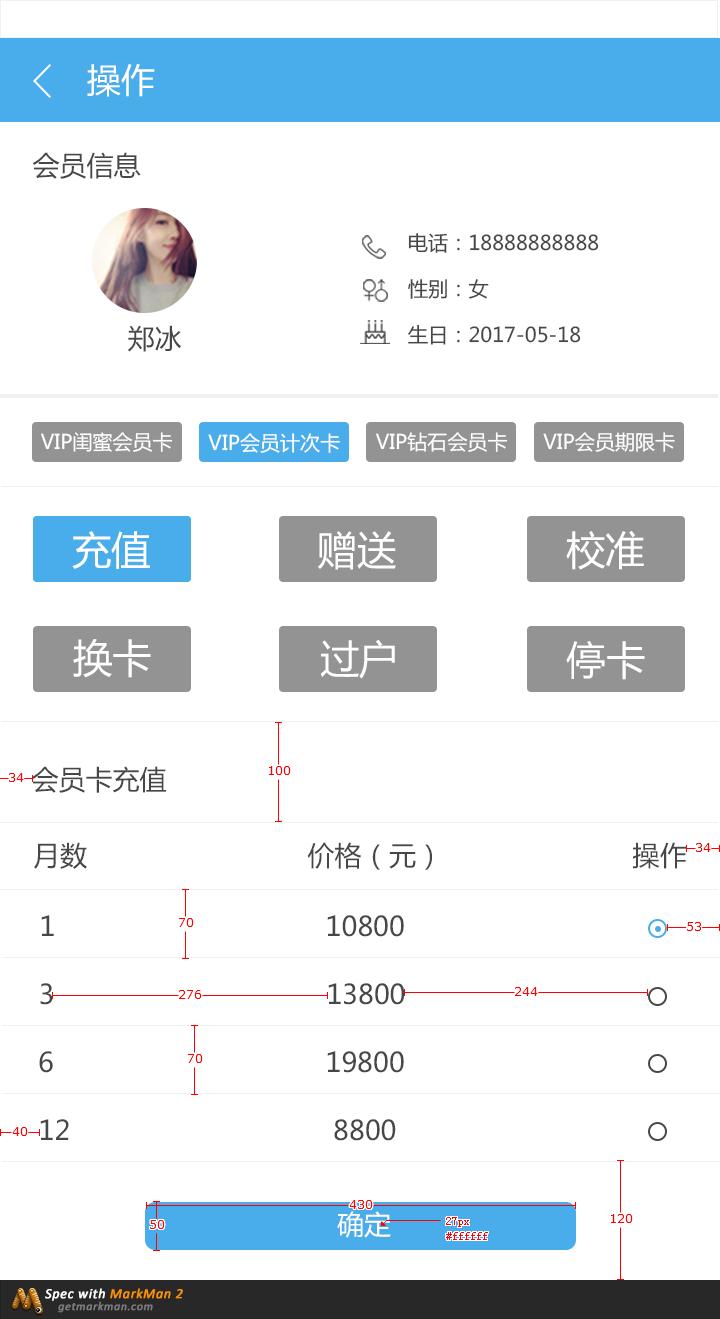 操作
会员信息
电话：18888888888
性别：女
郑冰
生日：2017-05-18
VIP闺蜜会员卡 VIP会员计次卡 VIP钻石会员卡 VIP会员期限卡
充值 赠送 校准
换卡 过户 停卡
100
34 会员卡充值
月数 价格（元） 操作 34
1 70 10800 53
3 276 13800 244
6 70 19800
40 12 8800
430
50 确定 27px 120
#ffffff
Spec with MarkMan 2
getmarkman.com